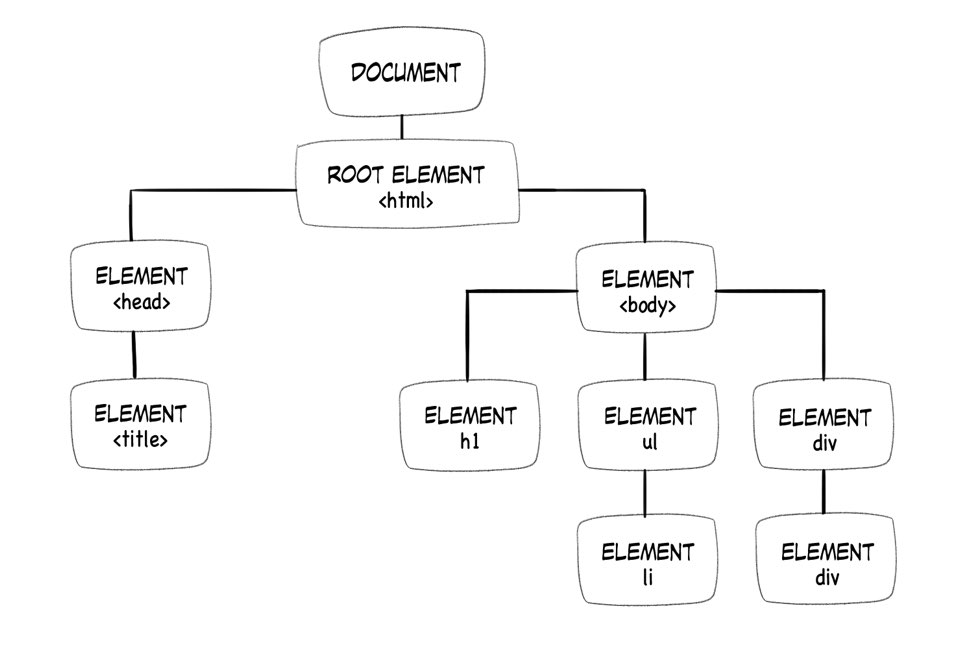 DOCUMENT
ROOT ELEMENT
<html>
ELEMENT
<head>
ELEMENT
<body>
ELEMENT
<title>
ELEMENT
h1
ELEMENT
ul
ELEMENT
div
ELEMENT
li
ELEMENT
div